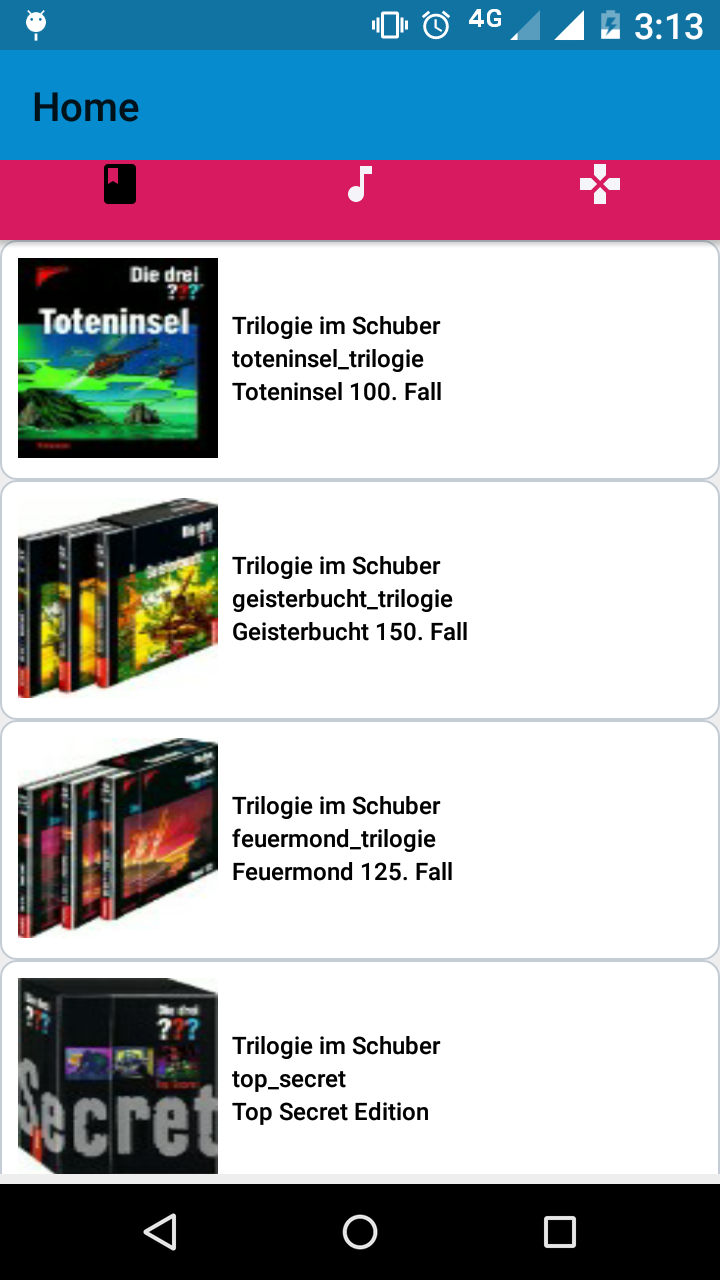 4G 3:13
Home
Die drei
???
Toteninsel
Trilogie im Schuber
toteninsel_trilogie
Toteninsel 100. Fall
Die drei
Trilogie im Schuber
geisterbucht_trilogie
Geisterbucht 150. Fall
Trilogie im Schuber
feuermond_trilogie
Feuermond 125. Fall
???
Die drei
???
Secret
Trilogie im Schuber
top_secret
Top Secret Edition